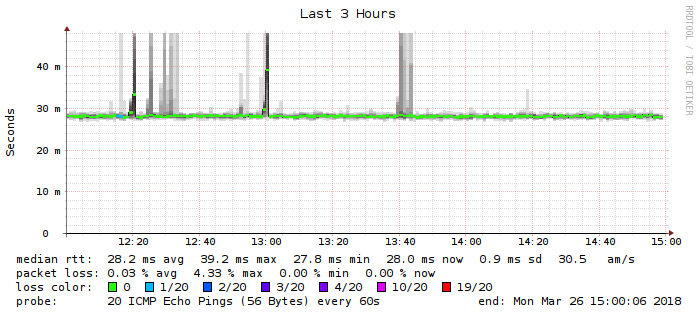 Last 3 Hours
RRDTOOL / TOBI OETIKER
Seconds
40 m
30 m
20 m
10 m
0
12:20 12:40 13:00 13:20 13:40 14:00 14:20 14:40 15:00
median rtt: 28.2 ms avg 39.2 ms max 27.8 ms min 28.0 ms now 0.9 ms sd 30.5 am/s
packet loss: 0.03 % avg 4.33 % max 0.00 % min 0.00 % now
loss color: 0 1/20 2/20 3/20 4/20 10/20 19/20
probe: 20 ICMP Echo Pings (56 Bytes) every 60s end: Mon Mar 26 15:00:06 2018